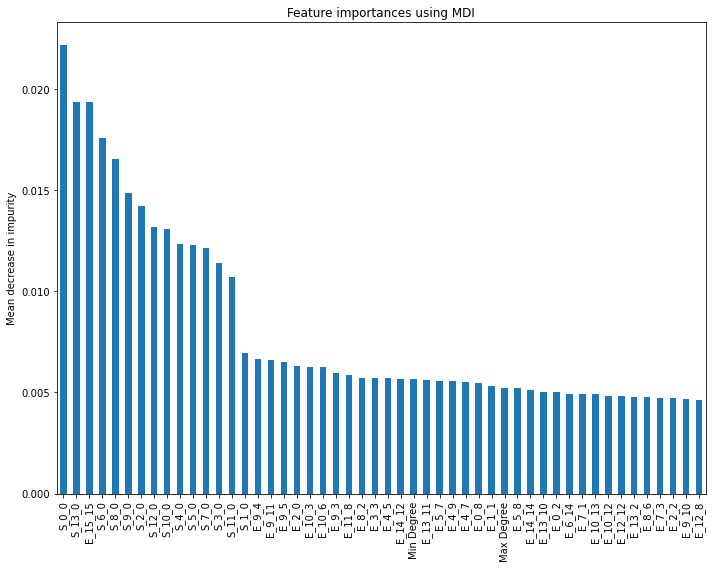 Feature importances using MDI
Mean decrease in impurity
0.020
0.015
0.010
0.005
0.000
S_0_0
S_13_0
E_15_15
S_6_0
S_8_0
S_9_0
S_2_0
S_12_0
S_10_0
S_4_0
S_5_0
S_7_0
S_3_0
S_11_0
S_1_0
E_9_4
E_9_11
E_9_5
E_2_0
E_10_3
E_10_6
E_9_3
E_11_8
E_8_2
E_3_3
E_4_5
E_14_12
Min Degree
E_13_11
E_5_7
E_4_9
E_4_7
E_0_8
E_1_1
Max Degree
E_5_8
E_14_14
E_13_10
E_0_2
E_6_14
E_7_1
E_10_13
E_10_12
E_12_12
E_13_2
E_8_6
E_7_3
E_2_2
E_9_10
E_12_8